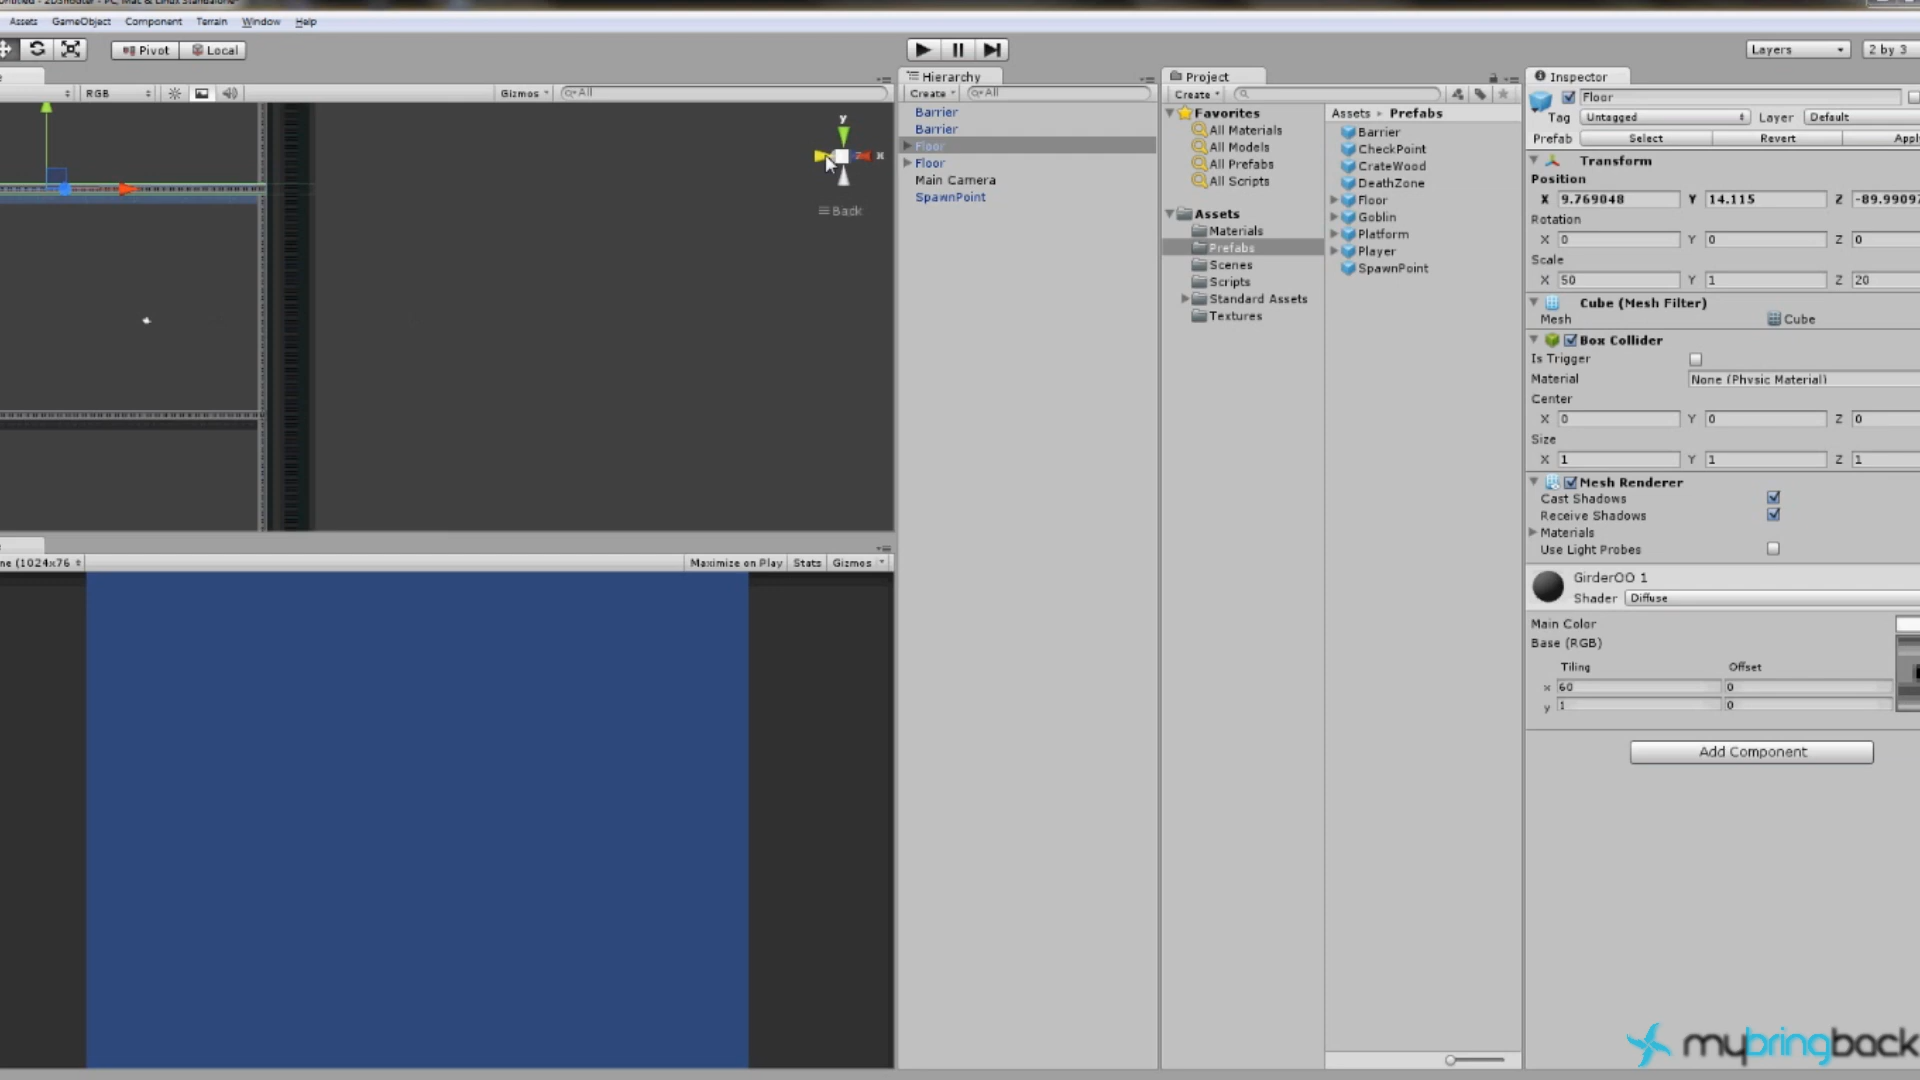 Assets GameObject Component Terrain Window Help
Pivot Local Layers 2 by 3
Hierarchy Project Inspector
RGB Gizmos All Create All Create
y
x
Back
Barrier
Barrier
Floor
Floor
Main Camera
SpawnPoint
Favorites
All Materials
All Models
All Prefabs
All Scripts
Assets
Materials
Prefabs
Scenes
Scripts
Standard Assets
Textures
Assets Prefabs
Barrier
CheckPoint
CrateWood
DeathZone
Floor
Goblin
Platform
Player
SpawnPoint
Floor
Tag Untagged Layer Default
Prefab Select Revert Appl
Transform
Position
X 9.769048 Y 14.115 Z -89.99097
Rotation
X 0 Y 0 Z 0
Scale
X 50 Y 1 Z 20
Cube (Mesh Filter)
Mesh Cube
Box Collider
Is Trigger
Material None (Physic Material)
Center
X 0 Y 0 Z 0
Size
X 1 Y 1 Z 1
Mesh Renderer
Cast Shadows
Receive Shadows
Materials
Use Light Probes
Girder00 1
Shader Diffuse
Main Color
Base (RGB)
Tiling Offset
x 60 0
y 1 0
Add Component
ne (1024x76 Maximize on Play Stats Gizmos
mybringback